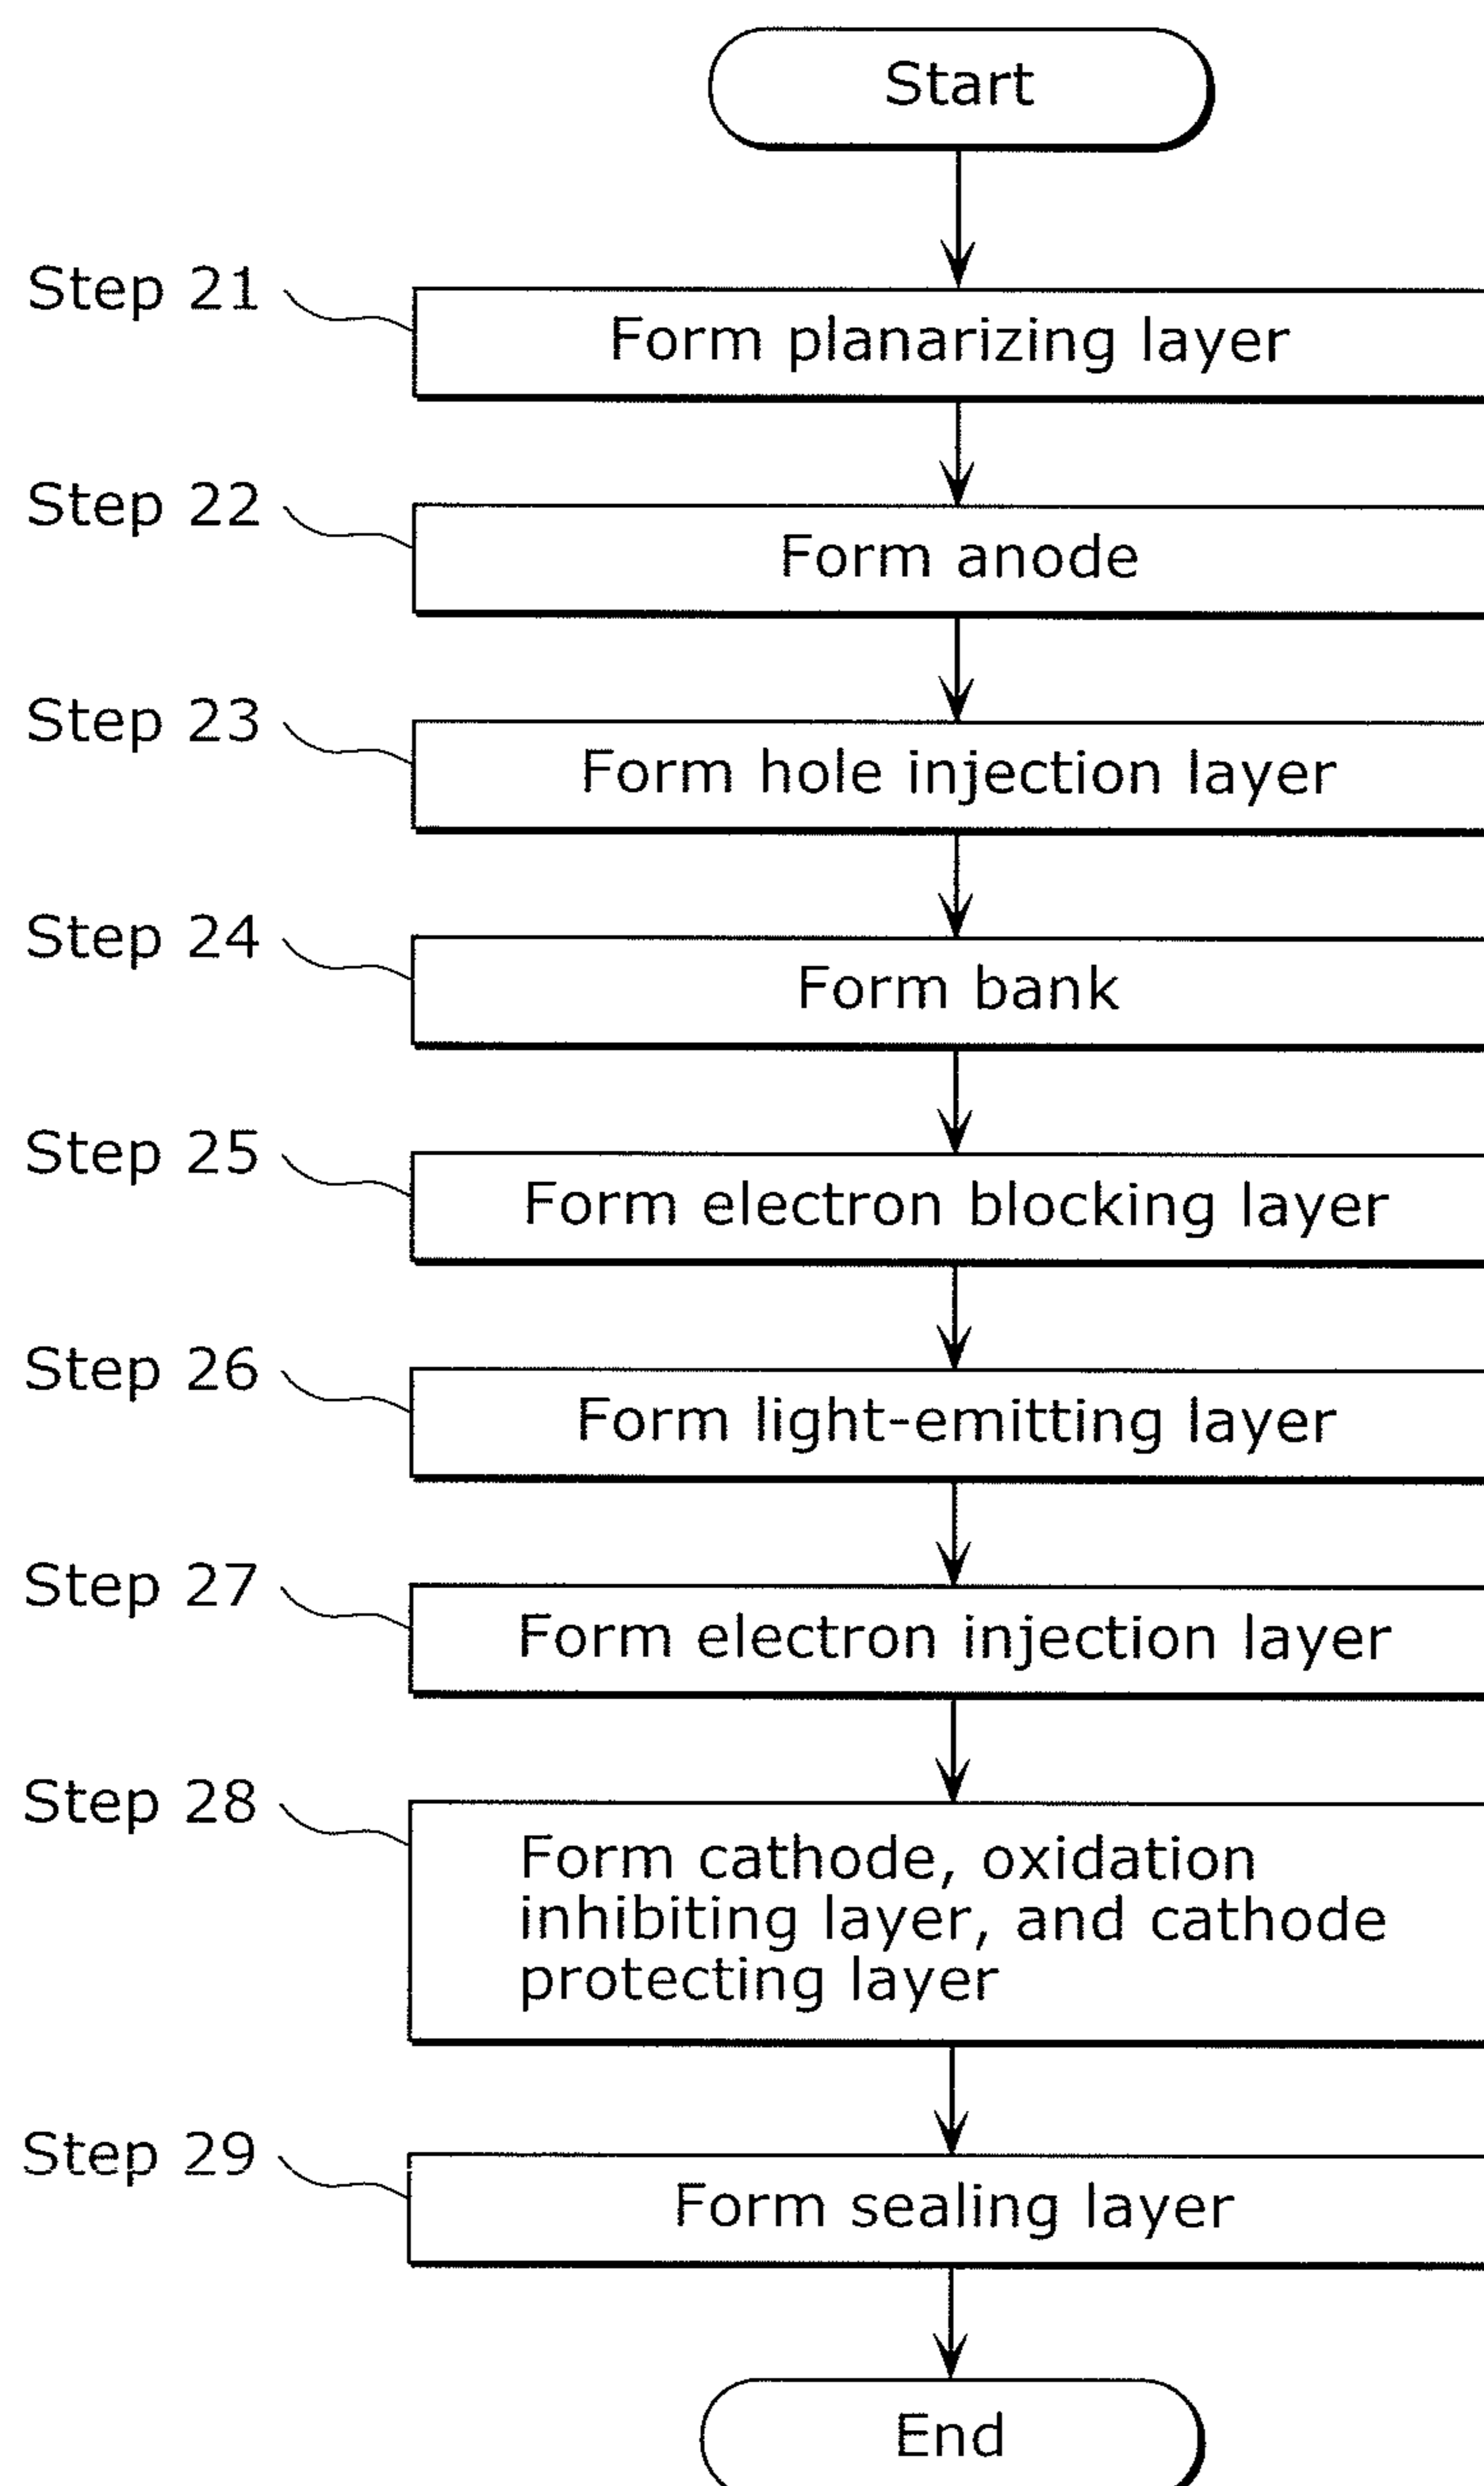 Start
Step 21
Form planarizing layer
Step 22
Form anode
Step 23
Form hole injection layer
Step 24
Form bank
Step 25
Form electron blocking layer
Step 26
Form light-emitting layer
Step 27
Form electron injection layer
Step 28
Form cathode, oxidation
inhibiting layer, and cathode
protecting layer
Step 29
Form sealing layer
End